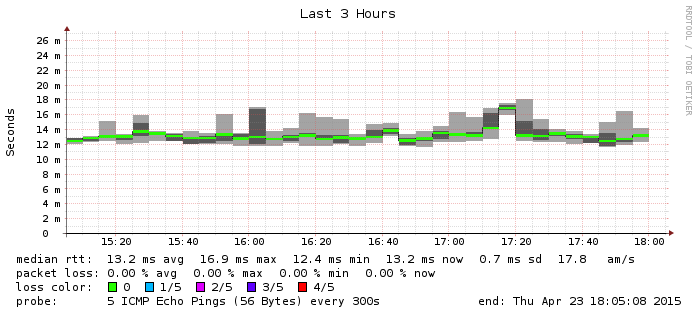 Last 3 Hours
RRDTOOL / TOBI OETIKER
Seconds
26 m
24 m
22 m
20 m
18 m
16 m
14 m
12 m
10 m
8 m
6 m
4 m
2 m
0
15:20 15:40 16:00 16:20 16:40 17:00 17:20 17:40 18:00
median rtt: 13.2 ms avg 16.9 ms max 12.4 ms min 13.2 ms now 0.7 ms sd 17.8 am/s
packet loss: 0.00 % avg 0.00 % max 0.00 % min 0.00 % now
loss color: 0 1/5 2/5 3/5 4/5
probe: 5 ICMP Echo Pings (56 Bytes) every 300s end: Thu Apr 23 18:05:08 2015